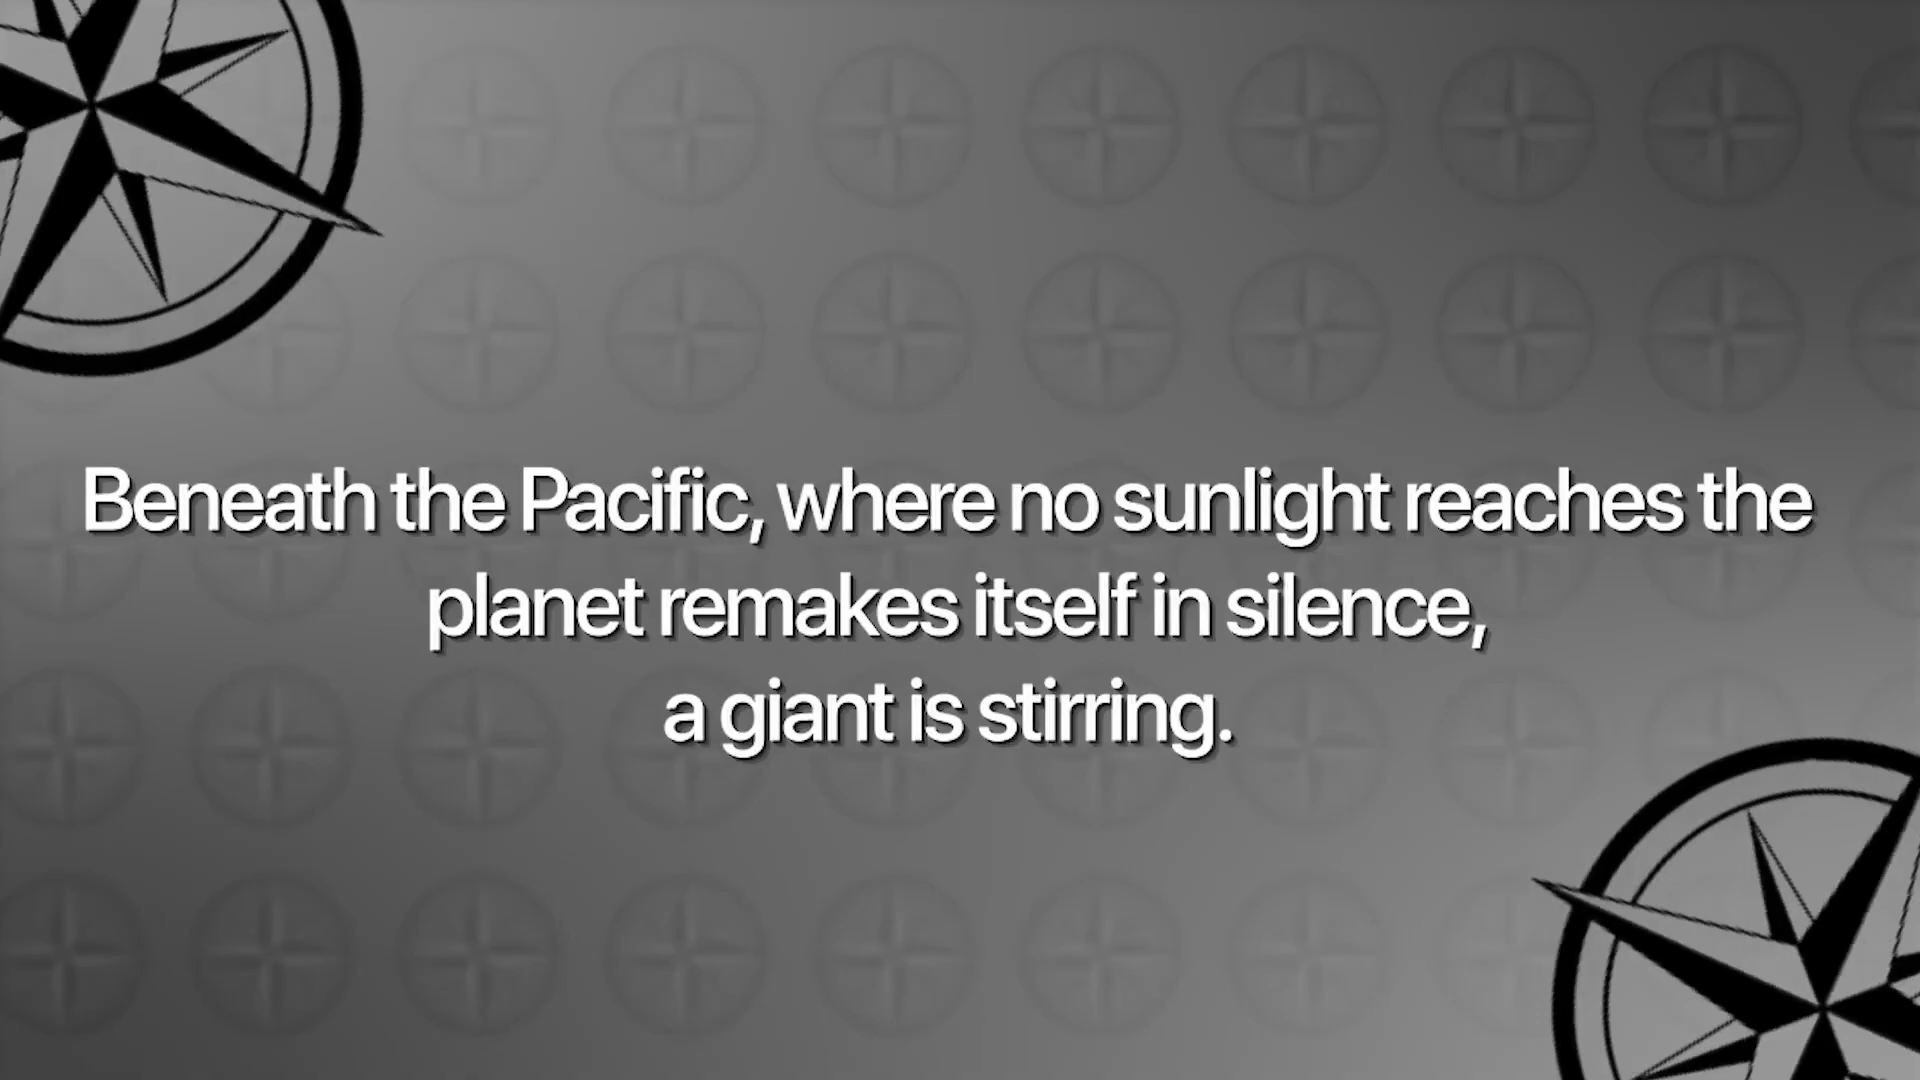 Beneath the Pacific, where no sunlight reaches the
planet remakes itself in silence,
a giant is stirring.